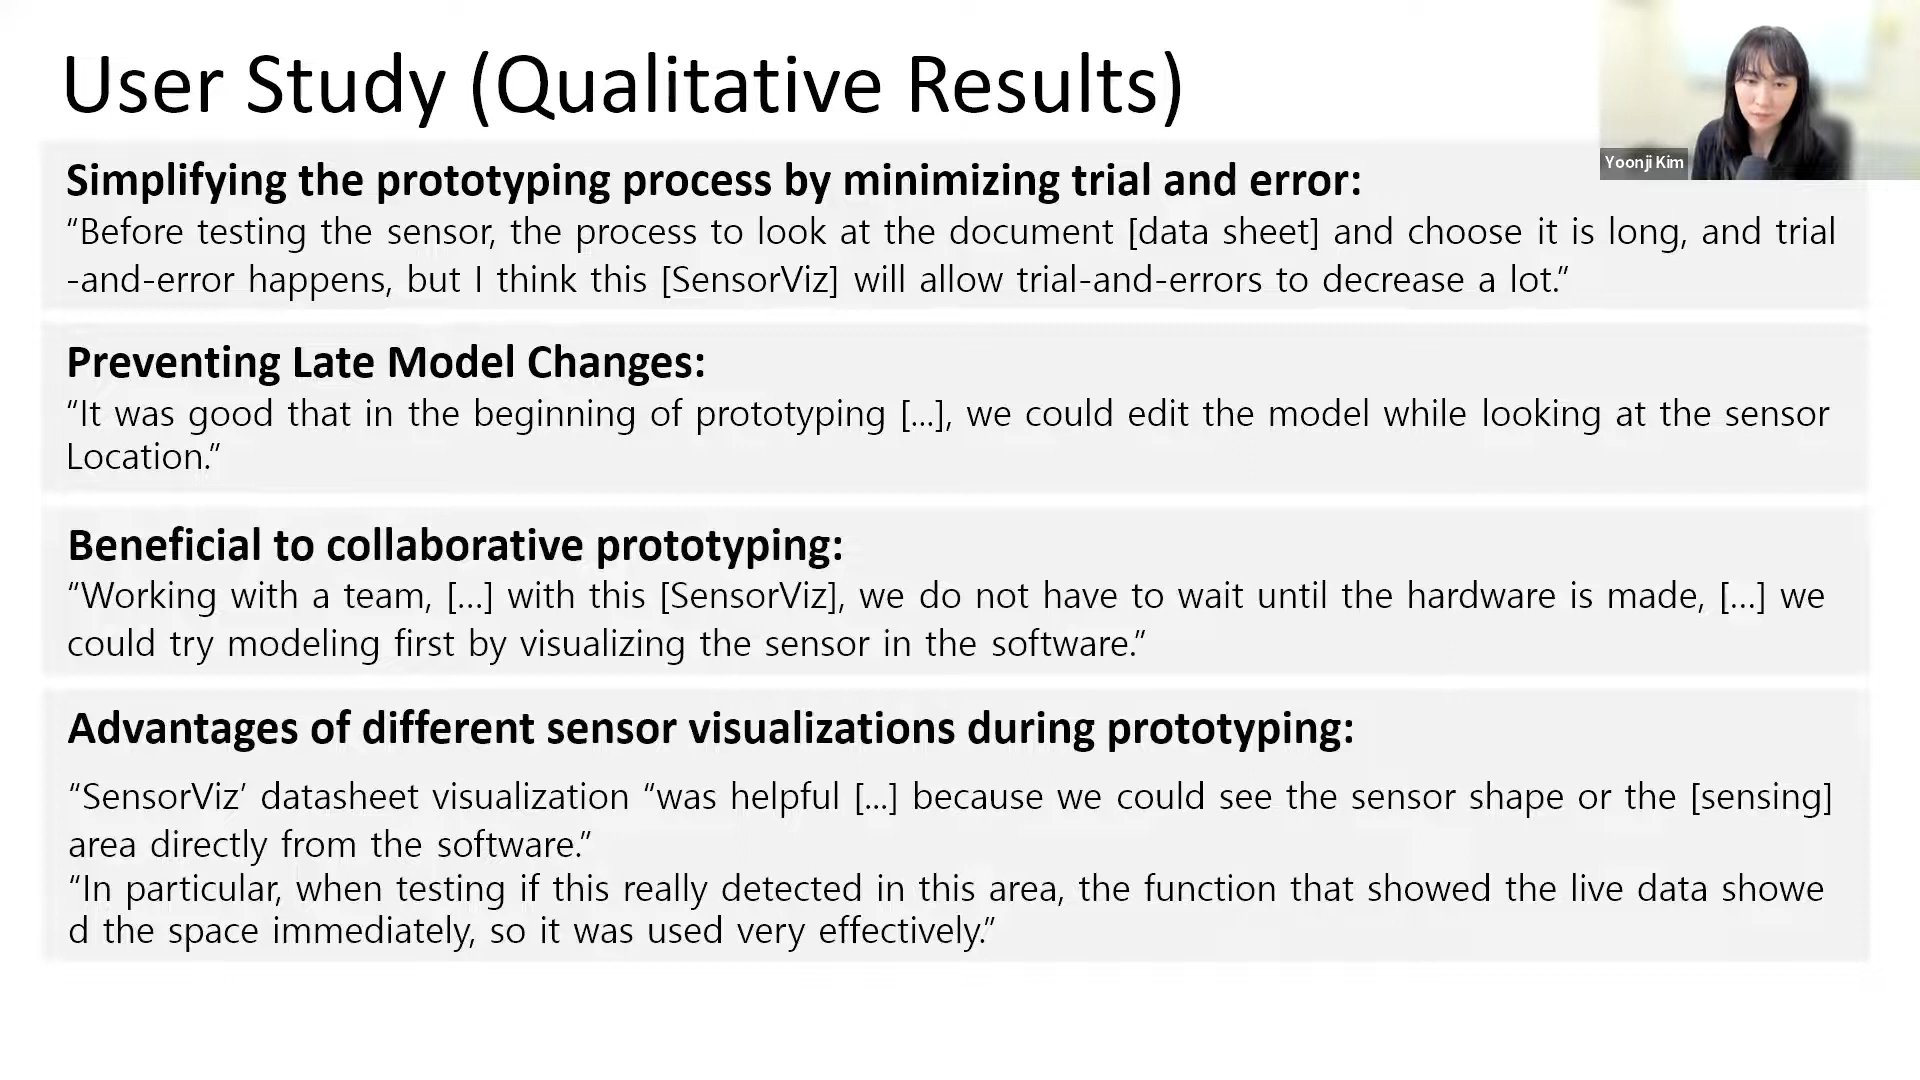 User Study (Qualitative Results)
Yoonji Kim
Simplifying the prototyping process by minimizing trial and error:
“Before testing the sensor, the process to look at the document [data sheet] and choose it is long, and trial
-and-error happens, but I think this [SensorViz] will allow trial-and-errors to decrease a lot.”
Preventing Late Model Changes:
“It was good that in the beginning of prototyping [...], we could edit the model while looking at the sensor
Location.”
Beneficial to collaborative prototyping:
“Working with a team, [...] with this [SensorViz], we do not have to wait until the hardware is made, [...] we
could try modeling first by visualizing the sensor in the software.”
Advantages of different sensor visualizations during prototyping:
“SensorViz’ datasheet visualization “was helpful [...] because we could see the sensor shape or the [sensing]
area directly from the software.”
“In particular, when testing if this really detected in this area, the function that showed the live data showe
d the space immediately, so it was used very effectively.”